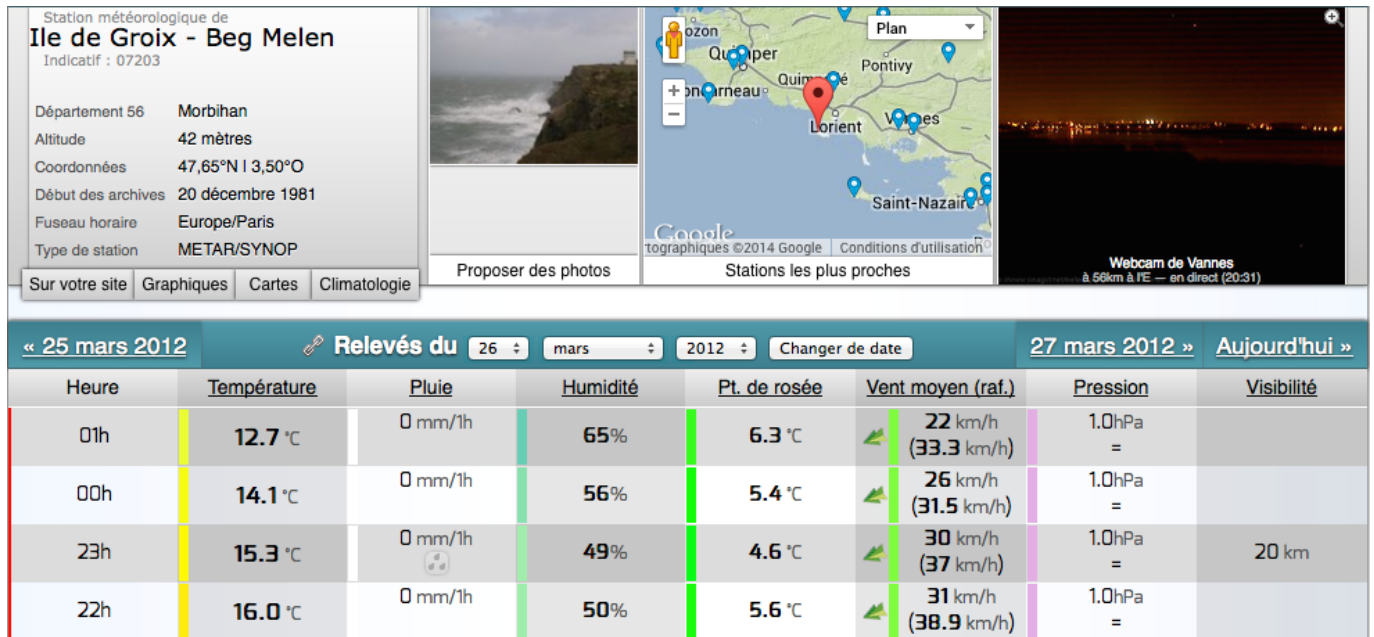 Station météorologique de
Ile de Groix - Beg Melen
Indicatif : 07203
Département 56 Morbihan
Altitude 42 mètres
Coordonnées 47,65°N | 3,50°O
Début des archives 20 décembre 1981
Fuseau horaire Europe/Paris
Type de station METAR/SYNOP
Sur votre site Graphiques Cartes Climatologie
Proposer des photos
Plan
ozon
Pontivy
Lorient
Saint-Nazaire
Google
tographiques ©2014 Google Conditions d'utilisation
Stations les plus proches
Webcam de Vannes
à 56km à l'E — en direct (20:31)
« 25 mars 2012 Relevés du 26 mars 2012 Changer de date 27 mars 2012 » Aujourd'hui »
Heure Température Pluie Humidité Pt. de rosée Vent moyen (raf.) Pression Visibilité
01h 12.7 °C 0 mm/1h 65% 6.3 °C 22 km/h (33.3 km/h) 1.0hPa =
00h 14.1 °C 0 mm/1h 56% 5.4 °C 26 km/h (31.5 km/h) 1.0hPa =
23h 15.3 °C 0 mm/1h 49% 4.6 °C 30 km/h (37 km/h) 1.0hPa = 20 km
22h 16.0 °C 0 mm/1h 50% 5.6 °C 31 km/h (38.9 km/h) 1.0hPa =